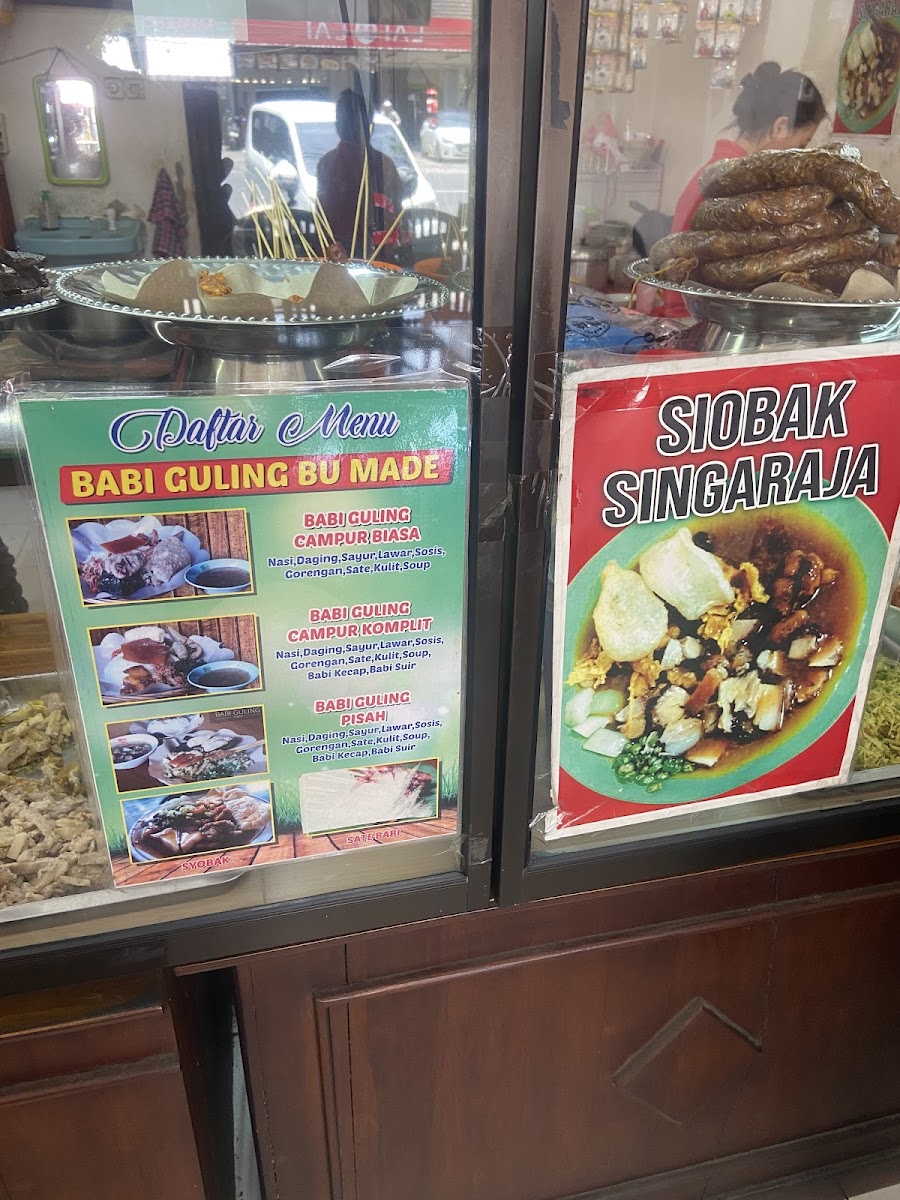 Daftar Menu
BABI GULING BU MADE
BABI GULING
CAMPUR BIASA
Nasi,Daging,Sayur,Lawar,Sosis,
Gorengan,Sate,Kulit,Soup
BABI GULING
CAMPUR KOMPLIT
Nasi,Daging,Sayur,Lawar,Sosis,
Gorengan,Sate,Kulit,Soup,
Babi Kecap,Babi Suir
BABI GULING
BABI GULING
PISAH
Nasi,Daging,Sayur,Lawar,Sosis,
Gorengan,Sate,Kulit,Soup,
Babi Kecap,Babi Suir
SYOBAK
SATE BABI
SIOBAK
SINGARAJA